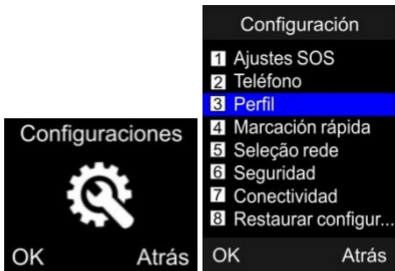 Configuraciones
OK Atrás
Configuración
1 Ajustes SOS
2 Teléfono
3 Perfil
4 Marcación rápida
5 Seleção rede
6 Seguridad
7 Conectividad
8 Restaurar configur...
OK Atrás